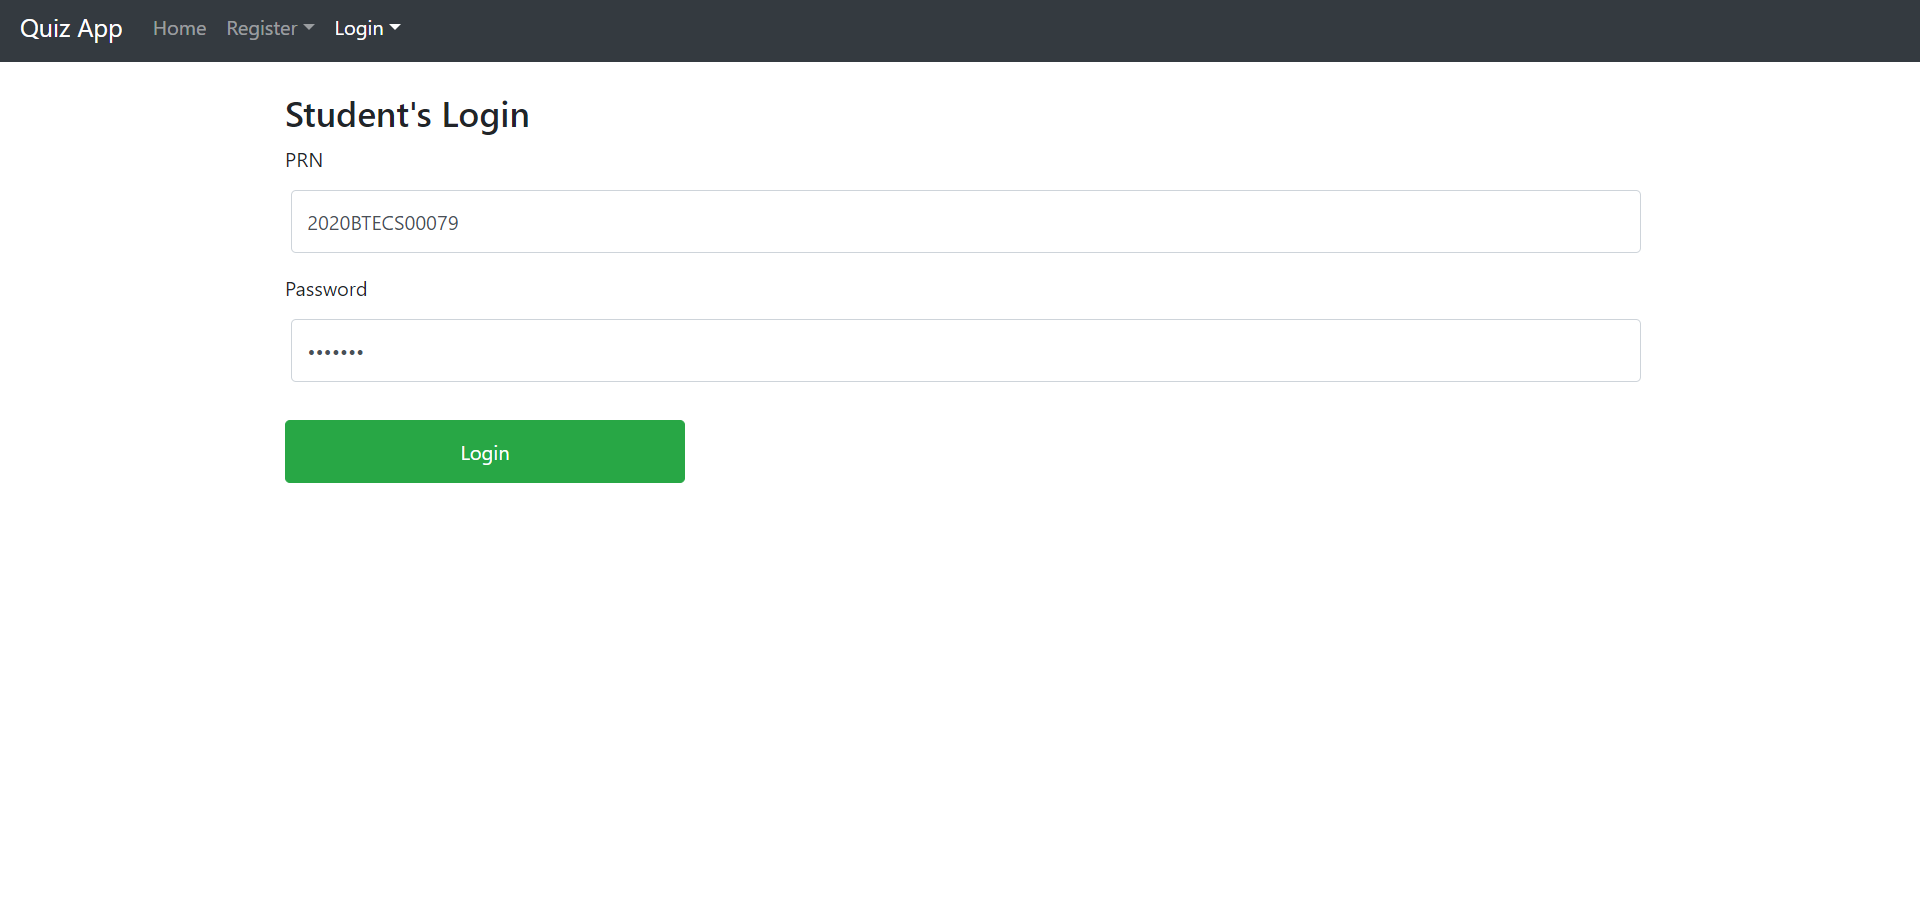 Quiz App Home Register Login
Student's Login
PRN
2020BTECS00079
Password
•••••••
Login